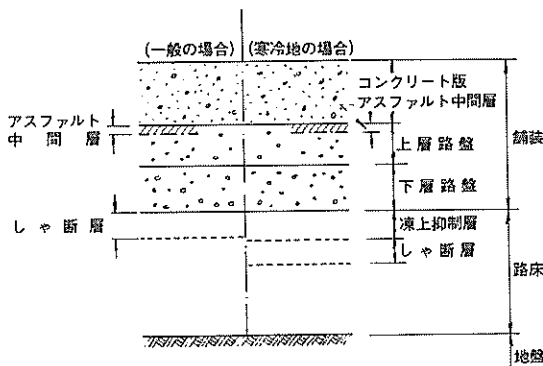 (一般の場合) (寒冷地の場合)
コンクリート版
アスファルト中間層
アスファルト
中間層
上層路盤
舗装
下層路盤
しゃ断層
凍上抑制層
しゃ断層
路床
地盤